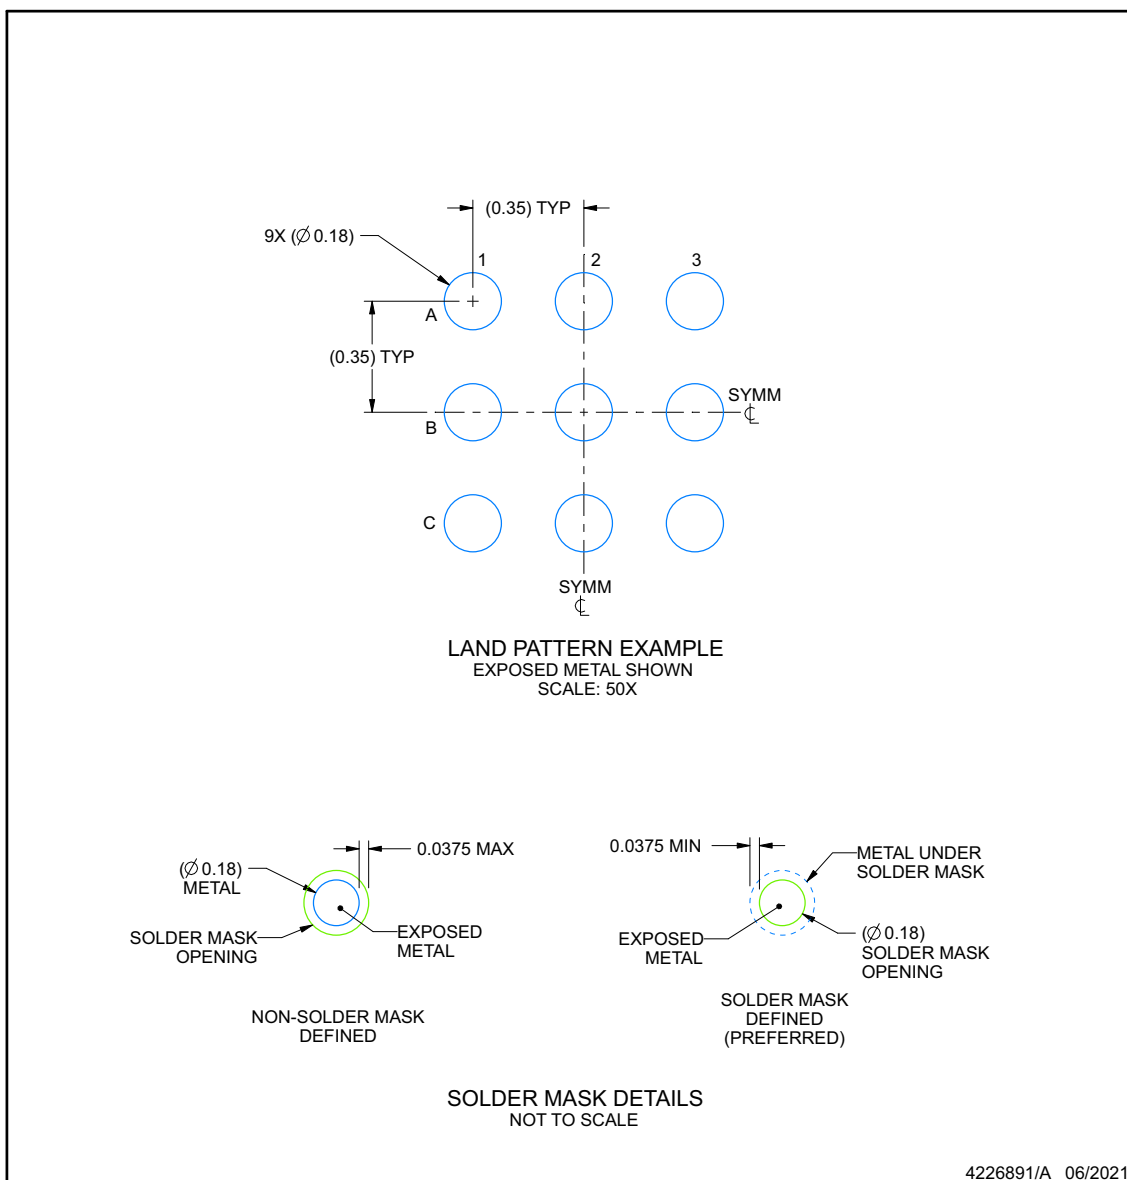 (0.35) TYP
9X (∅ 0.18)
1
2
3
A
(0.35) TYP
SYMM
℄
B
C
SYMM
℄
LAND PATTERN EXAMPLE
EXPOSED METAL SHOWN
SCALE: 50X
0.0375 MAX
(∅ 0.18)
METAL
SOLDER MASK
OPENING
EXPOSED
METAL
NON-SOLDER MASK
DEFINED
0.0375 MIN
METAL UNDER
SOLDER MASK
EXPOSED
METAL
(∅ 0.18)
SOLDER MASK
OPENING
SOLDER MASK
DEFINED
(PREFERRED)
SOLDER MASK DETAILS
NOT TO SCALE
4226891/A 06/2021